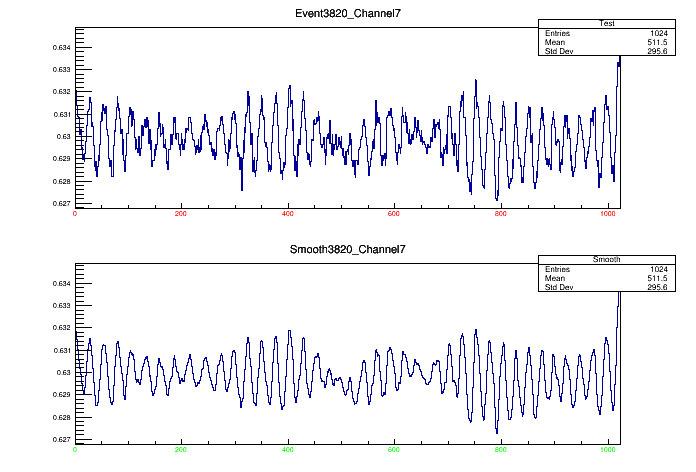 Event3820_Channel7
Test
Entries 1024
Mean 511.5
Std Dev 295.6
0.634
0.633
0.632
0.631
0.63
0.629
0.628
0.627
0 200 400 600 800 1000
Smooth3820_Channel7
Smooth
Entries 1024
Mean 511.5
Std Dev 295.6
0.634
0.633
0.632
0.631
0.63
0.629
0.628
0.627
0 200 400 600 800 1000